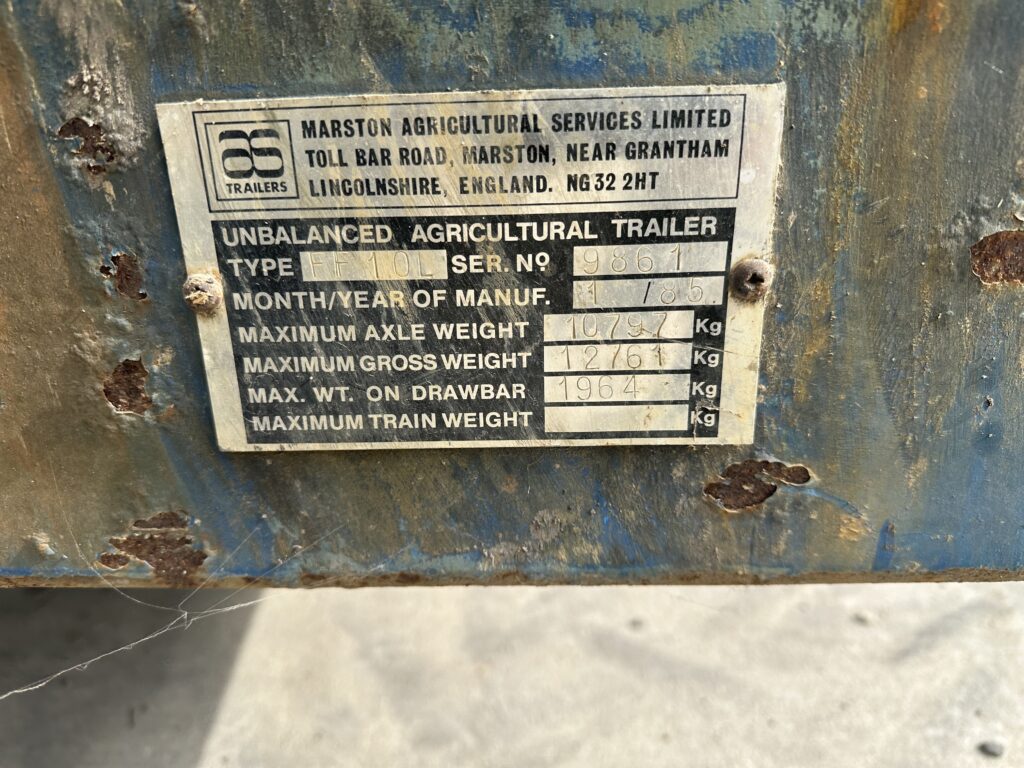 as
TRAILERS
MARSTON AGRICULTURAL SERVICES LIMITED
TOLL BAR ROAD, MARSTON, NEAR GRANTHAM
LINCOLNSHIRE, ENGLAND. NG32 2HT
UNBALANCED AGRICULTURAL TRAILER
TYPE FF10L SER. Nº 9861
MONTH/YEAR OF MANUF. 1 /85
MAXIMUM AXLE WEIGHT 10797 Kg
MAXIMUM GROSS WEIGHT 12761 Kg
MAX. WT. ON DRAWBAR 1964 Kg
MAXIMUM TRAIN WEIGHT Kg